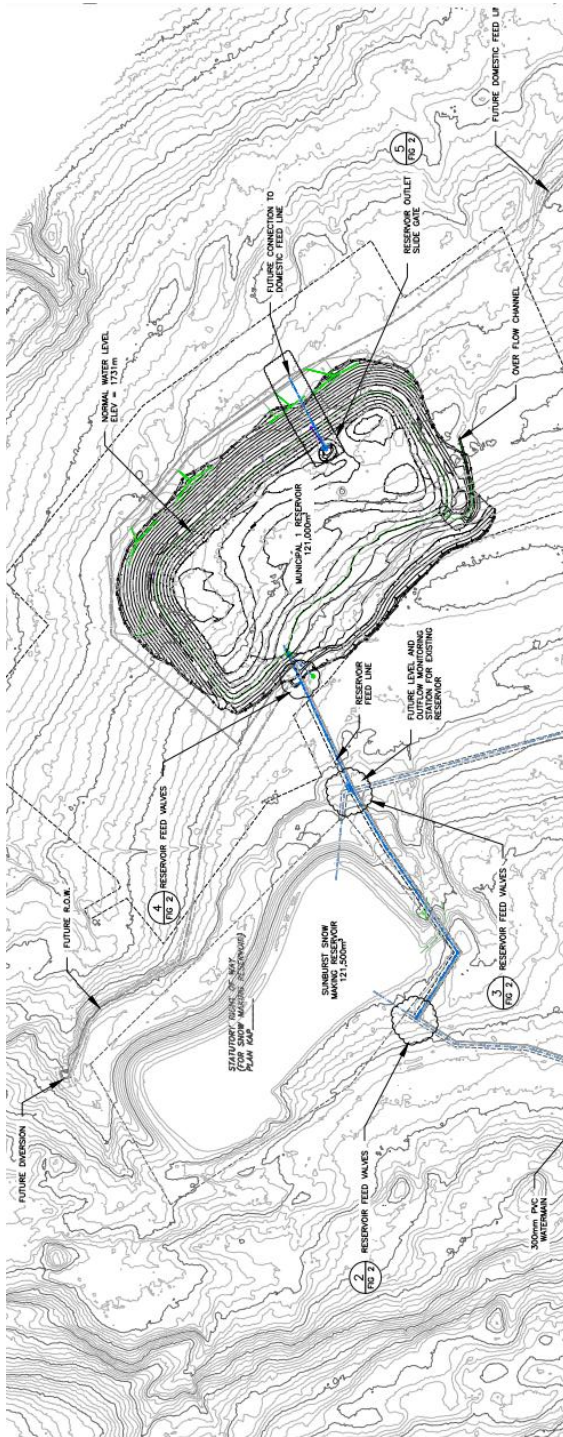 FUTURE DOMESTIC FEED LI
5
FIG 2
FUTURE CONNECTION TO
DOMESTIC FEED LINE
RESERVOIR OUTLET
SLIDE GATE
NORMAL WATER LEVEL
ELEV = 1731m
OVER FLOW CHANNEL
MUNICIPAL 1 RESERVOIR
121,000m³
RESERVOIR
FEED LINE
FUTURE LEVEL AND
OUTFLOW MONITORING
STATION FOR EXISTING
RESERVIOR
4
FIG 2
RESERVOIR FEED VALVES
FUTURE R.O.W.
SUNBURST SNOW
MAKING RESERVOIR
121,500m³
3
FIG 2
RESERVOIR FEED VALVES
STATUTORY RIGHT OF WAY
(FOR SNOW MAKING RESERVOIR)
PLAN KAP
FUTURE DIVERSION
2
FIG 2
RESERVOIR FEED VALVES
300mm PVC
WATERMAIN